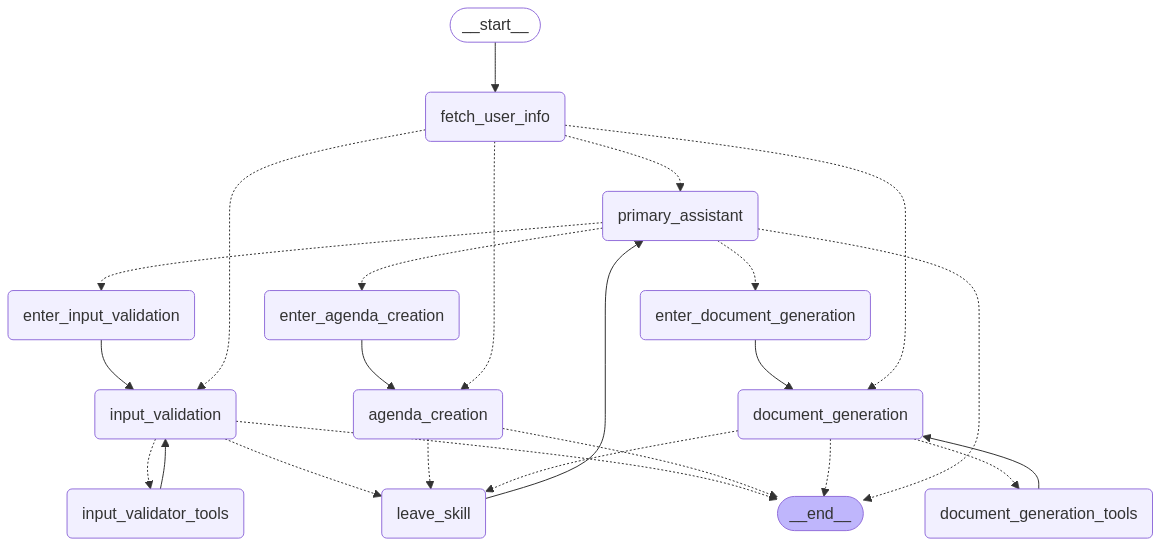 __start__
fetch_user_info
primary_assistant
enter_input_validation
enter_agenda_creation
enter_document_generation
input_validation
agenda_creation
document_generation
input_validator_tools
leave_skill
__end__
document_generation_tools